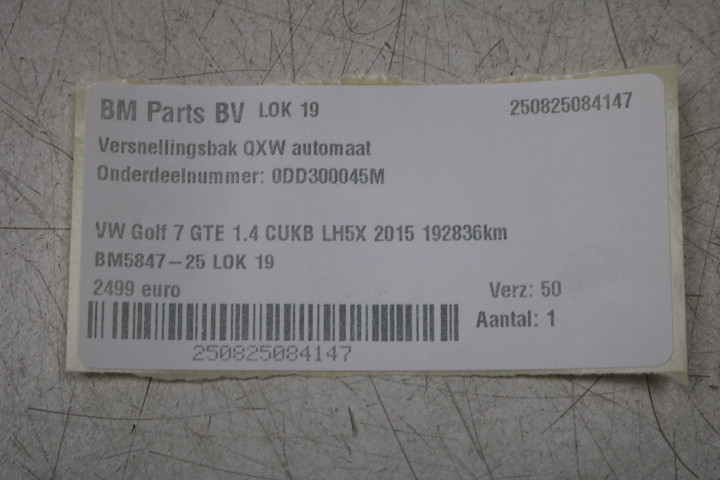 BM Parts BV LOK 19 250825084147
Versnellingsbak QXW automaat
Onderdeelnummer: 0DD300045M
VW Golf 7 GTE 1.4 CUKB LH5X 2015 192836km
BM5847-25 LOK 19
2499 euro Verz: 50
Aantal: 1
250825084147